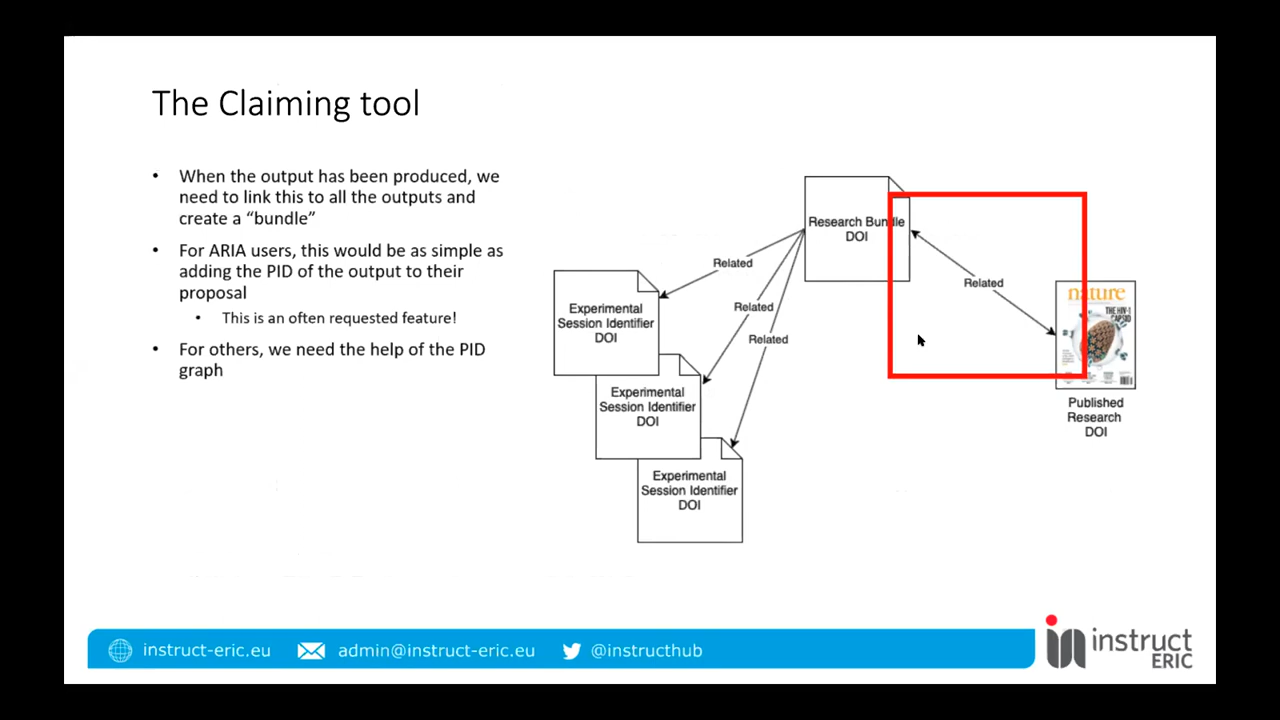 The Claiming tool
• When the output has been produced, we
need to link this to all the outputs and
create a “bundle”
• For ARIA users, this would be as simple as
adding the PID of the output to their
proposal
• This is an often requested feature!
• For others, we need the help of the PID
graph
Research Bundle
DOI
Related
Related
Related
Related
Experimental
Session Identifier
DOI
Experimental
Session Identifier
DOI
Experimental
Session Identifier
DOI
nature
THE HIV-1
CAPSID
Published
Research
DOI
instruct-eric.eu
admin@instruct-eric.eu
@instructhub
instruct
ERIC